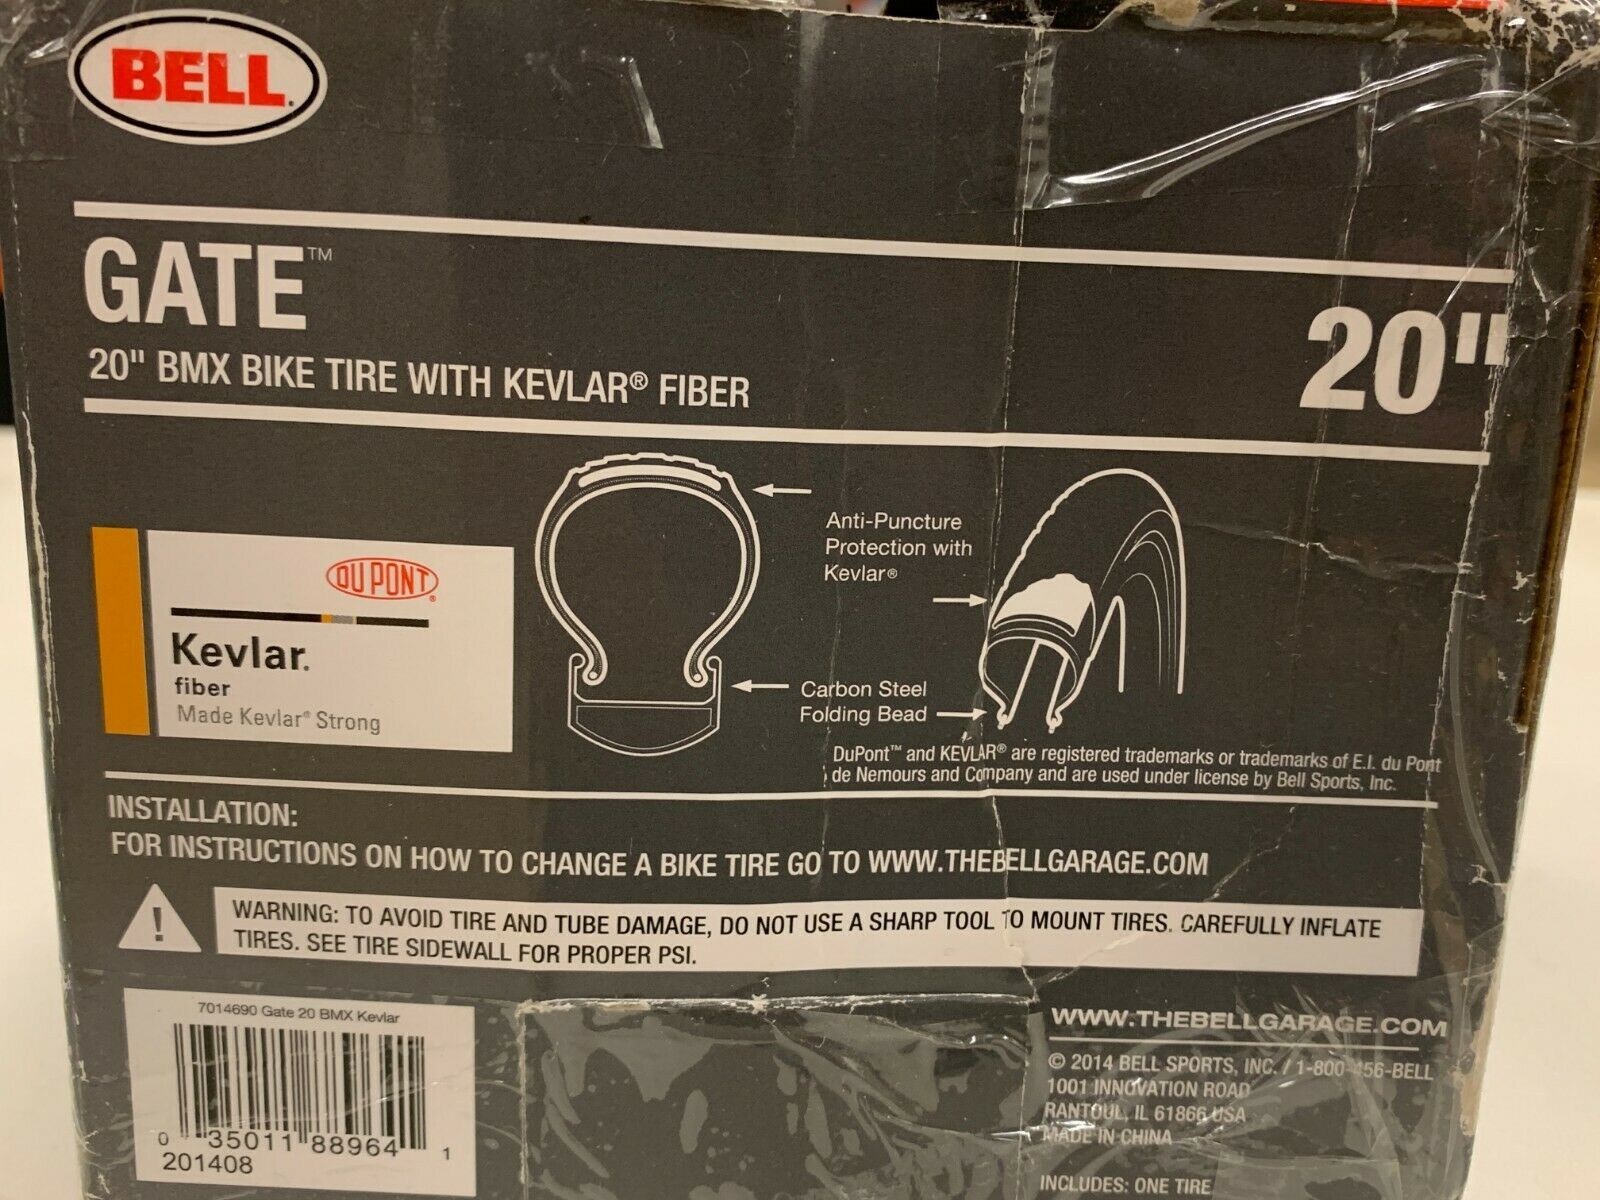 BELL
GATE™
20" BMX BIKE TIRE WITH KEVLAR® FIBER
20"
DU PONT®
Kevlar.
fiber
Made Kevlar® Strong
Anti-Puncture
Protection with
Kevlar®
Carbon Steel
Folding Bead
DuPont™ and KEVLAR® are registered trademarks or trademarks of E.I. du Pont
de Nemours and Company and are used under license by Bell Sports, Inc.
INSTALLATION:
FOR INSTRUCTIONS ON HOW TO CHANGE A BIKE TIRE GO TO WWW.THEBELLGARAGE.COM
! WARNING: TO AVOID TIRE AND TUBE DAMAGE, DO NOT USE A SHARP TOOL TO MOUNT TIRES. CAREFULLY INFLATE
TIRES. SEE TIRE SIDEWALL FOR PROPER PSI.
7014690 Gate 20 BMX Kevlar
0 35011 88964 1
201408
WWW.THEBELLGARAGE.COM
© 2014 BELL SPORTS, INC. / 1-800-456-BELL
1001 INNOVATION ROAD
RANTOUL, IL 61866 USA
MADE IN CHINA
INCLUDES: ONE TIRE